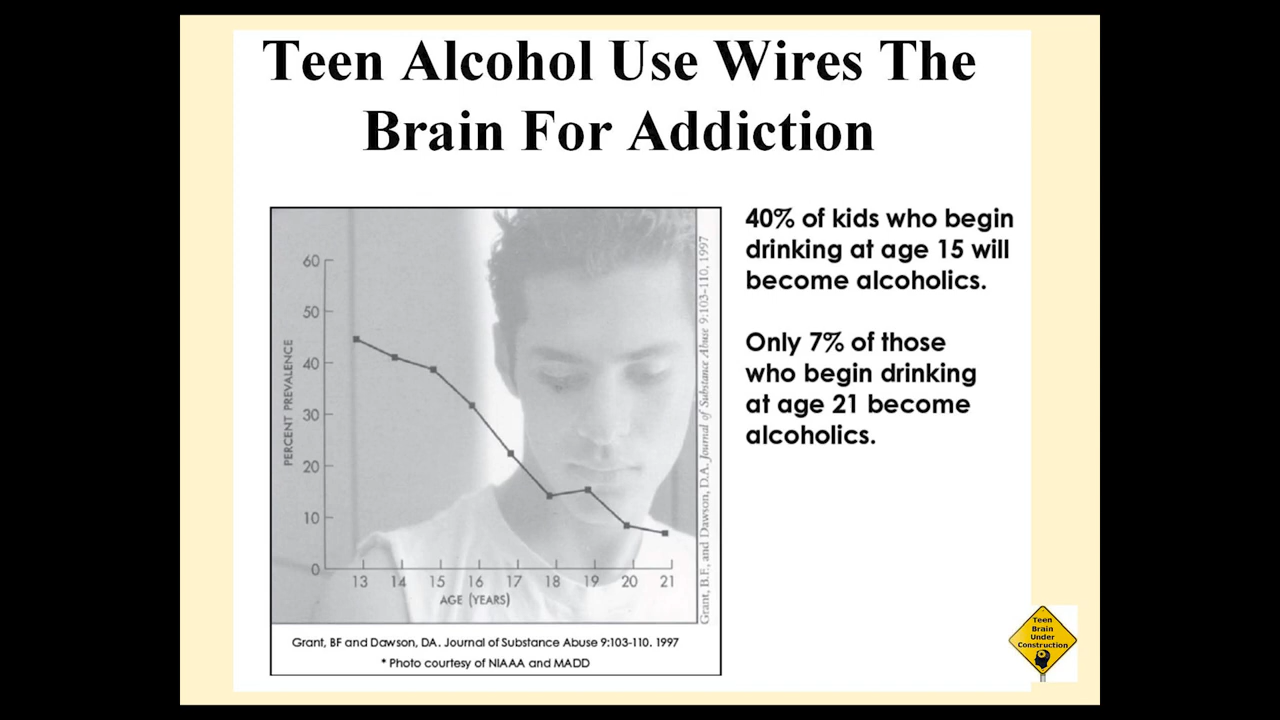 Teen Alcohol Use Wires The
Brain For Addiction
60
50
40
30
20
10
0
PERCENT PREVALENCE
13 14 15 16 17 18 19 20 21
AGE (YEARS)
Grant, B.F., and Dawson, D.A. Journal of Substance Abuse 9:103-110, 1997
Grant, BF and Dawson, DA. Journal of Substance Abuse 9:103-110. 1997
* Photo courtesy of NIAAA and MADD
40% of kids who begin
drinking at age 15 will
become alcoholics.
Only 7% of those
who begin drinking
at age 21 become
alcoholics.
Teen
Brain
Under
Construction